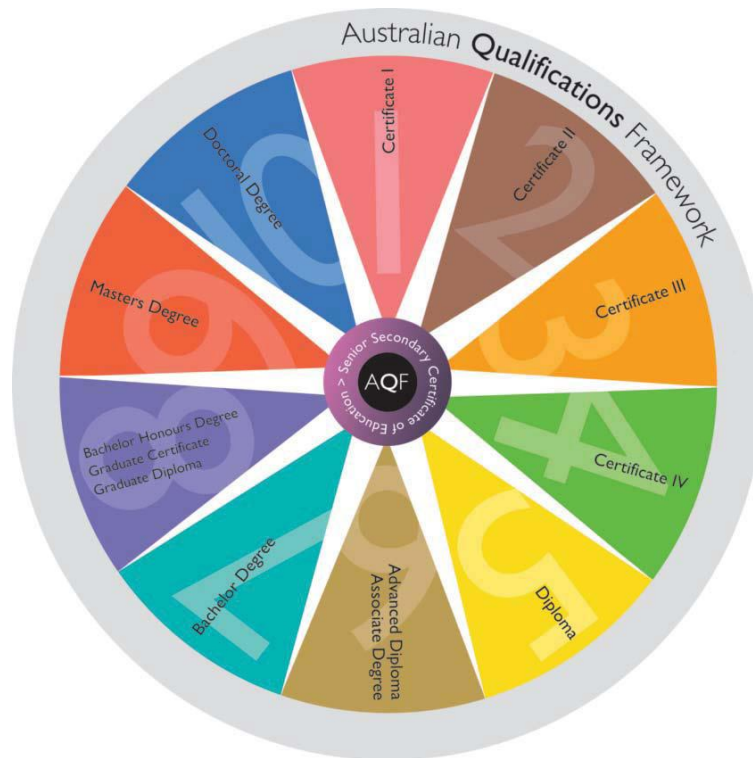 Australian Qualifications Framework
1
Certificate I
2
Certificate II
3
Certificate III
4
Certificate IV
5
Diploma
6
Advanced Diploma
Associate Degree
7
Bachelor Degree
8
Bachelor Honours Degree
Graduate Certificate
Graduate Diploma
9
Masters Degree
10
Doctoral Degree
Senior Secondary Certificate of Education >
AQF